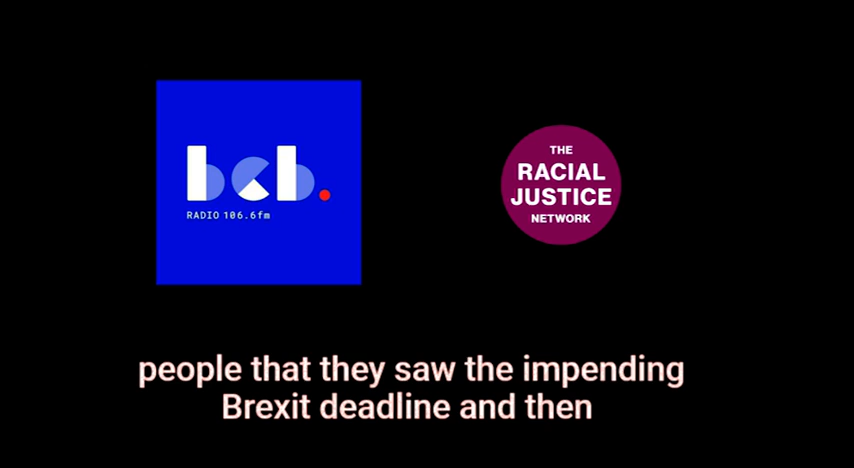 bcb.
RADIO 106.6fm
THE
RACIAL
JUSTICE
NETWORK
people that they saw the impending
Brexit deadline and then